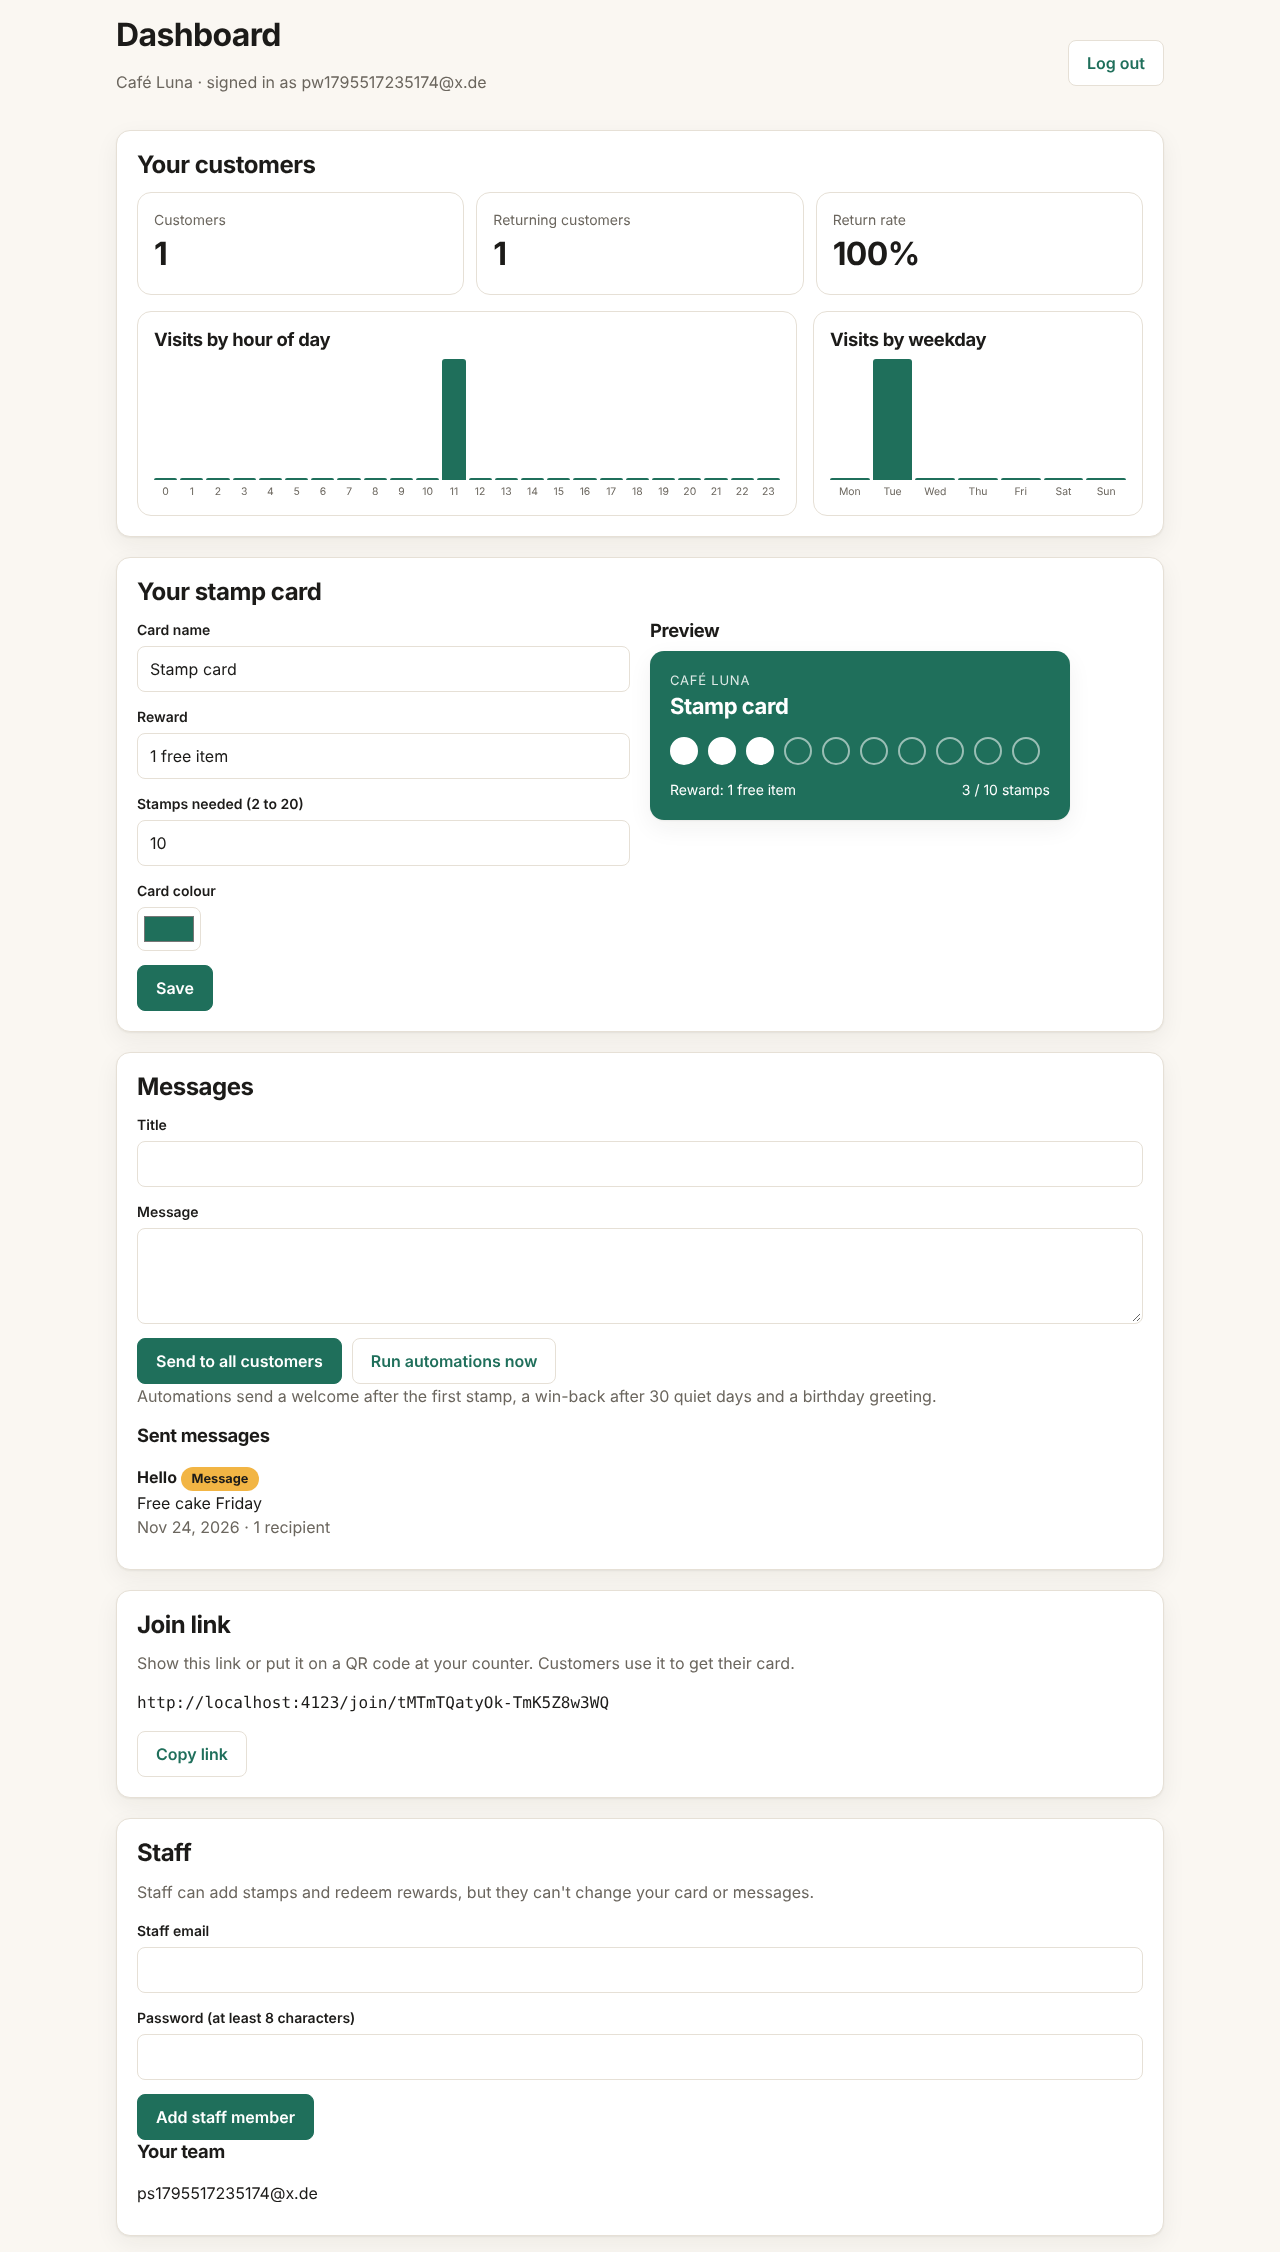 Dashboard
Café Luna · signed in as pw1795517235174@x.de
Log out
Your customers
Customers
1
Returning customers
1
Return rate
100%
Visits by hour of day
0 1 2 3 4 5 6 7 8 9 10 11 12 13 14 15 16 17 18 19 20 21 22 23
Visits by weekday
Mon Tue Wed Thu Fri Sat Sun
Your stamp card
Card name
Stamp card
Reward
1 free item
Stamps needed (2 to 20)
10
Card colour
Save
Preview
CAFÉ LUNA
Stamp card
Reward: 1 free item
3 / 10 stamps
Messages
Title
Message
Send to all customers
Run automations now
Automations send a welcome after the first stamp, a win-back after 30 quiet days and a birthday greeting.
Sent messages
Hello Message
Free cake Friday
Nov 24, 2026 · 1 recipient
Join link
Show this link or put it on a QR code at your counter. Customers use it to get their card.
http://localhost:4123/join/tMTmTQatyOk-TmK5Z8w3WQ
Copy link
Staff
Staff can add stamps and redeem rewards, but they can't change your card or messages.
Staff email
Password (at least 8 characters)
Add staff member
Your team
ps1795517235174@x.de